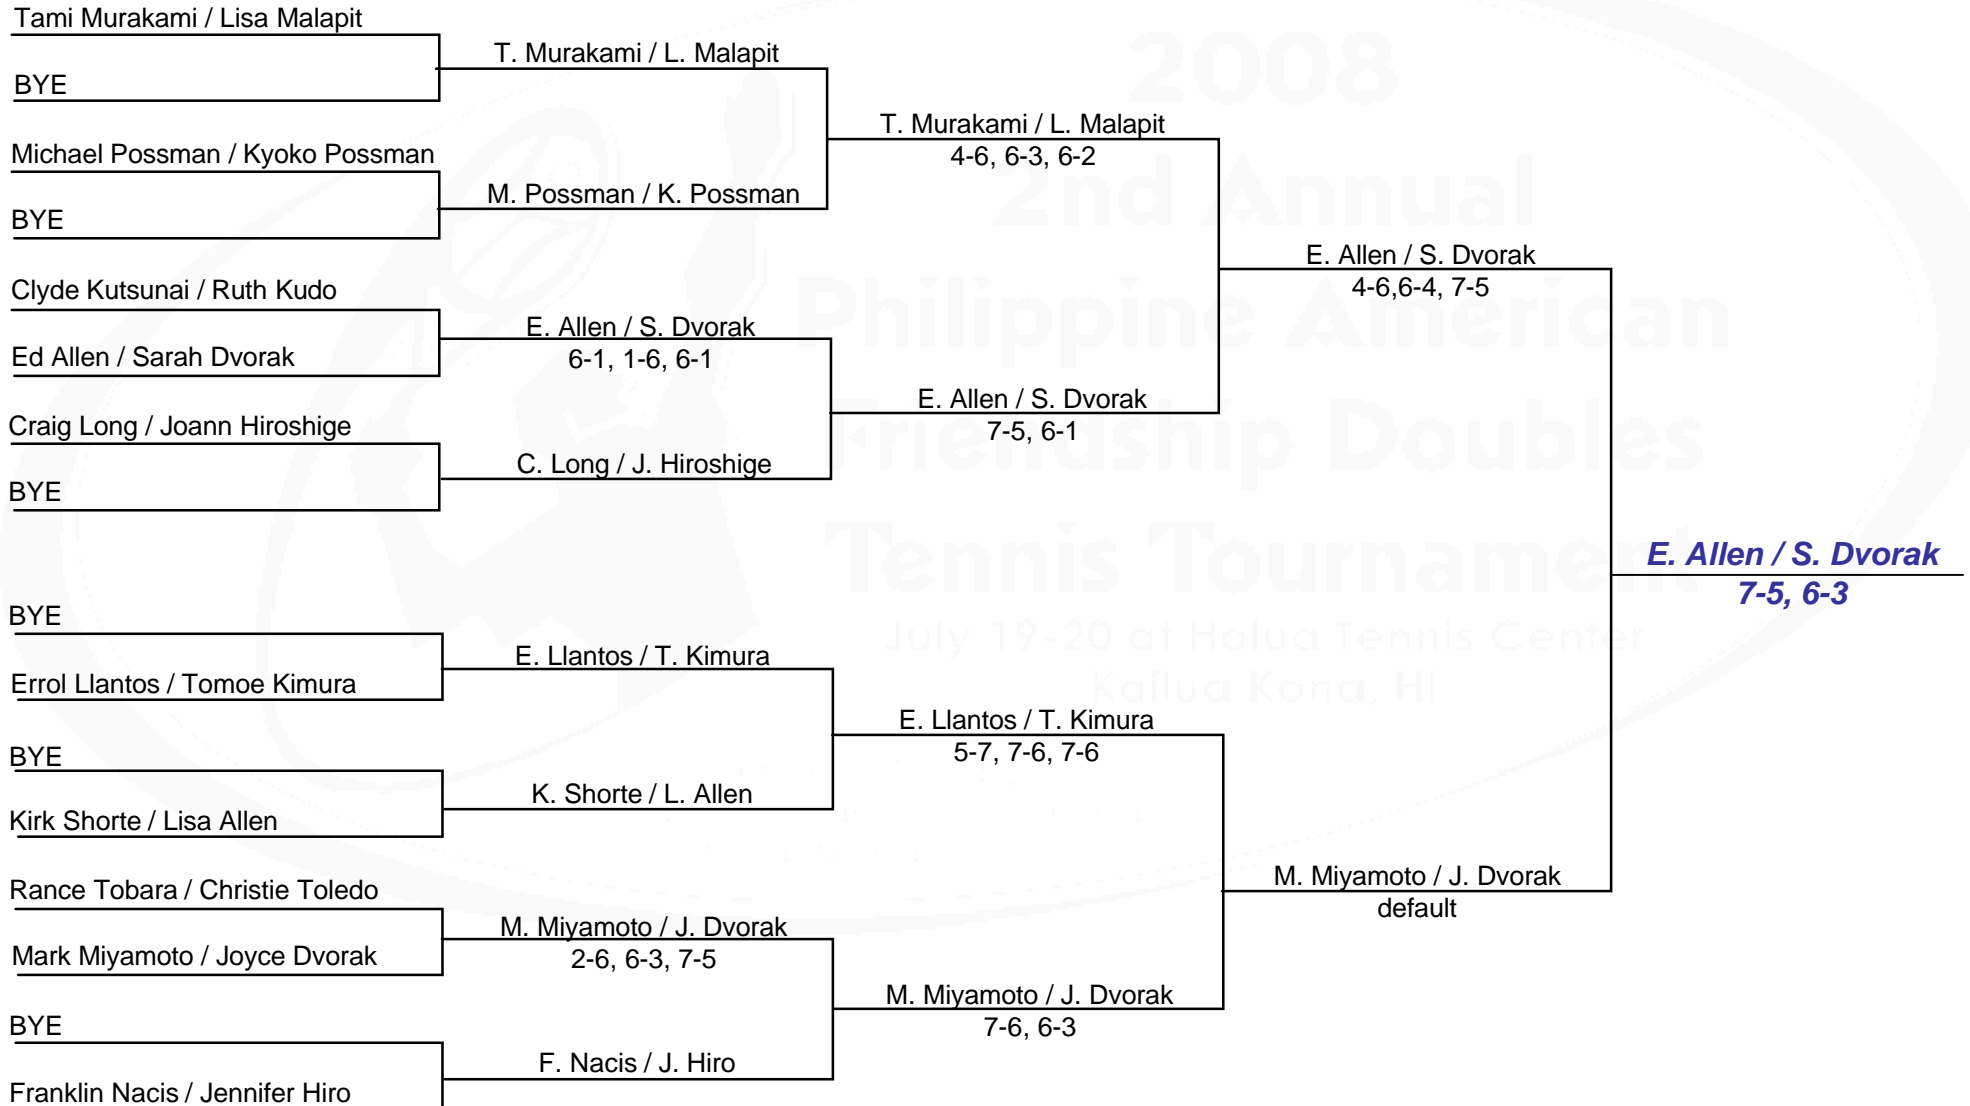 Tami Murakami / Lisa Malapit
BYE
Michael Possman / Kyoko Possman
BYE
Clyde Kutsunai / Ruth Kudo
Ed Allen / Sarah Dvorak
Craig Long / Joann Hiroshige
BYE
BYE
Errol Llantos / Tomoe Kimura
BYE
Kirk Shorte / Lisa Allen
Rance Tobara / Christie Toledo
Mark Miyamoto / Joyce Dvorak
BYE
Franklin Nacis / Jennifer Hiro
T. Murakami / L. Malapit
M. Possman / K. Possman
E. Allen / S. Dvorak
6-1, 1-6, 6-1
C. Long / J. Hiroshige
E. Llantos / T. Kimura
K. Shorte / L. Allen
M. Miyamoto / J. Dvorak
2-6, 6-3, 7-5
F. Nacis / J. Hiro
T. Murakami / L. Malapit
4-6, 6-3, 6-2
E. Allen / S. Dvorak
7-5, 6-1
E. Llantos / T. Kimura
5-7, 7-6, 7-6
M. Miyamoto / J. Dvorak
7-6, 6-3
E. Allen / S. Dvorak
4-6,6-4, 7-5
M. Miyamoto / J. Dvorak
default
E. Allen / S. Dvorak
7-5, 6-3
2008
2nd Annual
Philippine American
Friendship Doubles
Tennis Tournament
July 19-20 at Holua Tennis Center
Kailua Kona, HI